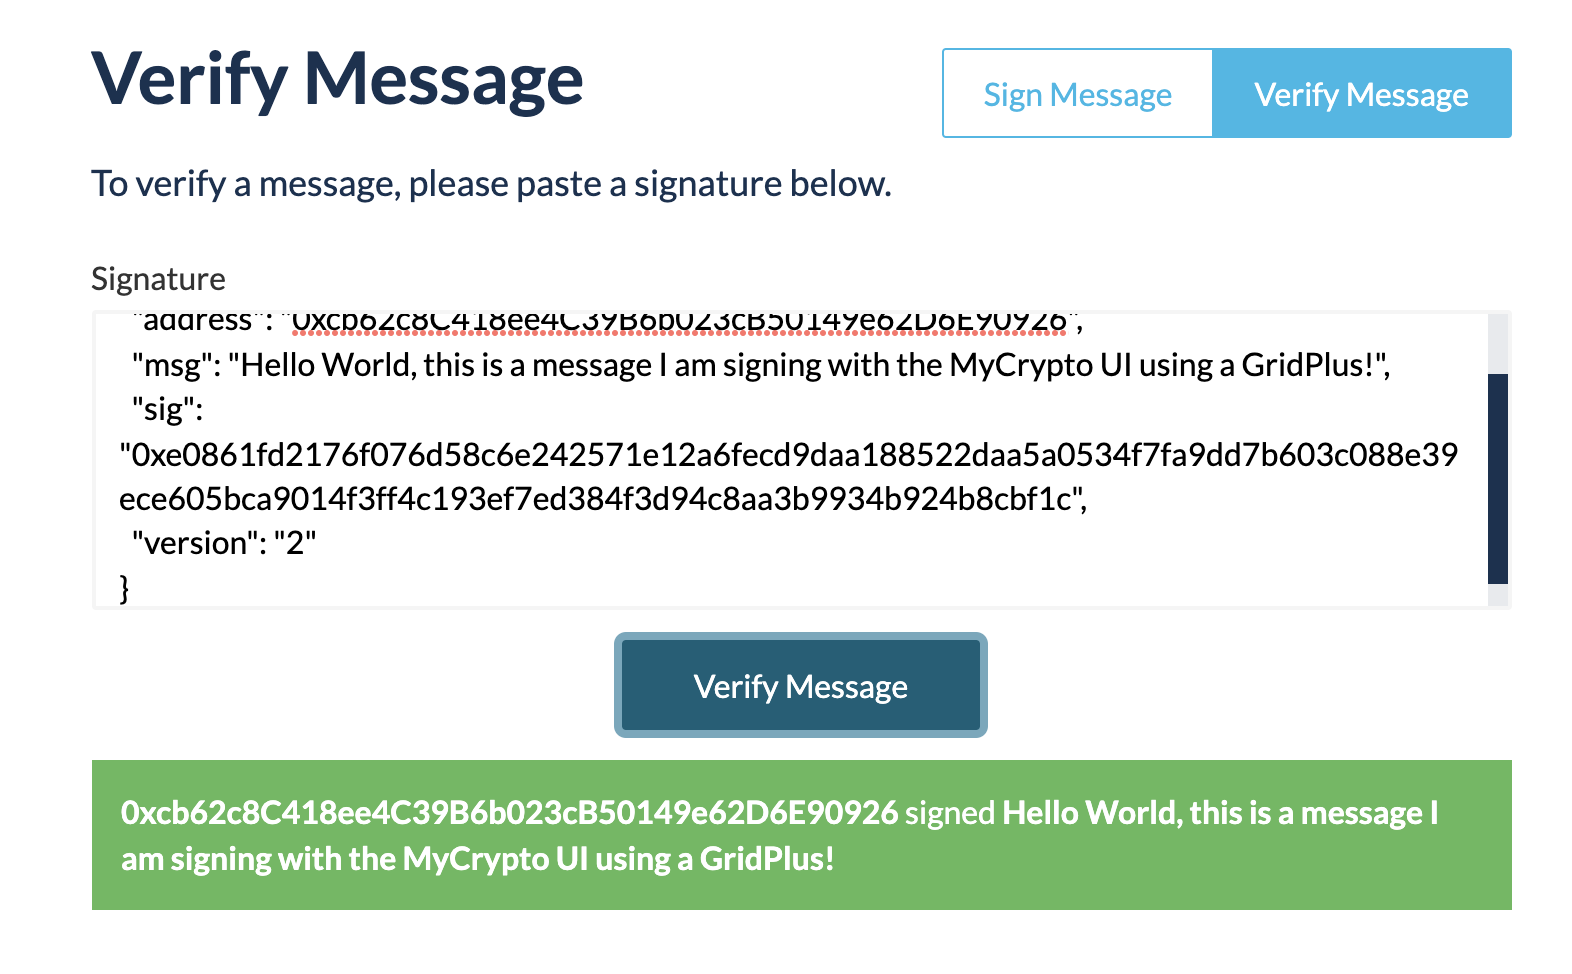 Verify Message
Sign Message
Verify Message
To verify a message, please paste a signature below.
Signature
"address": "0xcb62c8C418ee4C39B6b023cB50149e62D6E90926",
"msg": "Hello World, this is a message I am signing with the MyCrypto UI using a GridPlus!",
"sig":
"0xe0861fd2176f076d58c6e242571e12a6fecd9daa188522daa5a0534f7fa9dd7b603c088e39
ece605bca9014f3ff4c193ef7ed384f3d94c8aa3b9934b924b8cbf1c",
"version": "2"
}
Verify Message
0xcb62c8C418ee4C39B6b023cB50149e62D6E90926 signed Hello World, this is a message I
am signing with the MyCrypto UI using a GridPlus!